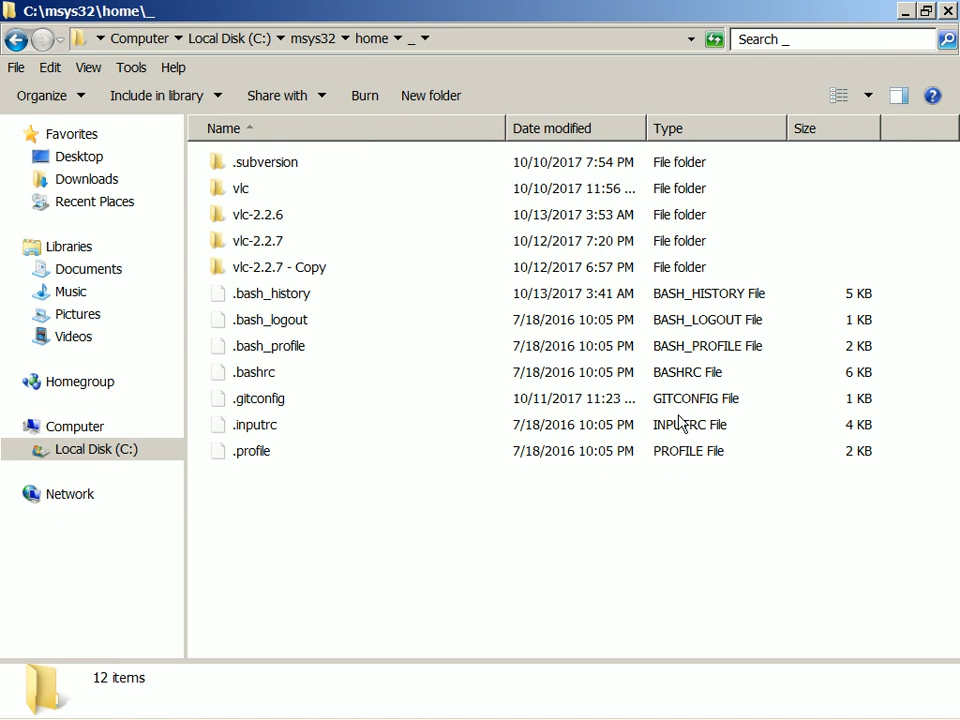 C:\msys32\home\_
Computer Local Disk (C:) msys32 home _
Search _
File Edit View Tools Help
Organize Include in library Share with Burn New folder
Favorites
Desktop
Downloads
Recent Places
Libraries
Documents
Music
Pictures
Videos
Homegroup
Computer
Local Disk (C:)
Network
Name Date modified Type Size
.subversion 10/10/2017 7:54 PM File folder
vlc 10/10/2017 11:56 ... File folder
vlc-2.2.6 10/13/2017 3:53 AM File folder
vlc-2.2.7 10/12/2017 7:20 PM File folder
vlc-2.2.7 - Copy 10/12/2017 6:57 PM File folder
.bash_history 10/13/2017 3:41 AM BASH_HISTORY File 5 KB
.bash_logout 7/18/2016 10:05 PM BASH_LOGOUT File 1 KB
.bash_profile 7/18/2016 10:05 PM BASH_PROFILE File 2 KB
.bashrc 7/18/2016 10:05 PM BASHRC File 6 KB
.gitconfig 10/11/2017 11:23 ... GITCONFIG File 1 KB
.inputrc 7/18/2016 10:05 PM INPUTRC File 4 KB
.profile 7/18/2016 10:05 PM PROFILE File 2 KB
12 items